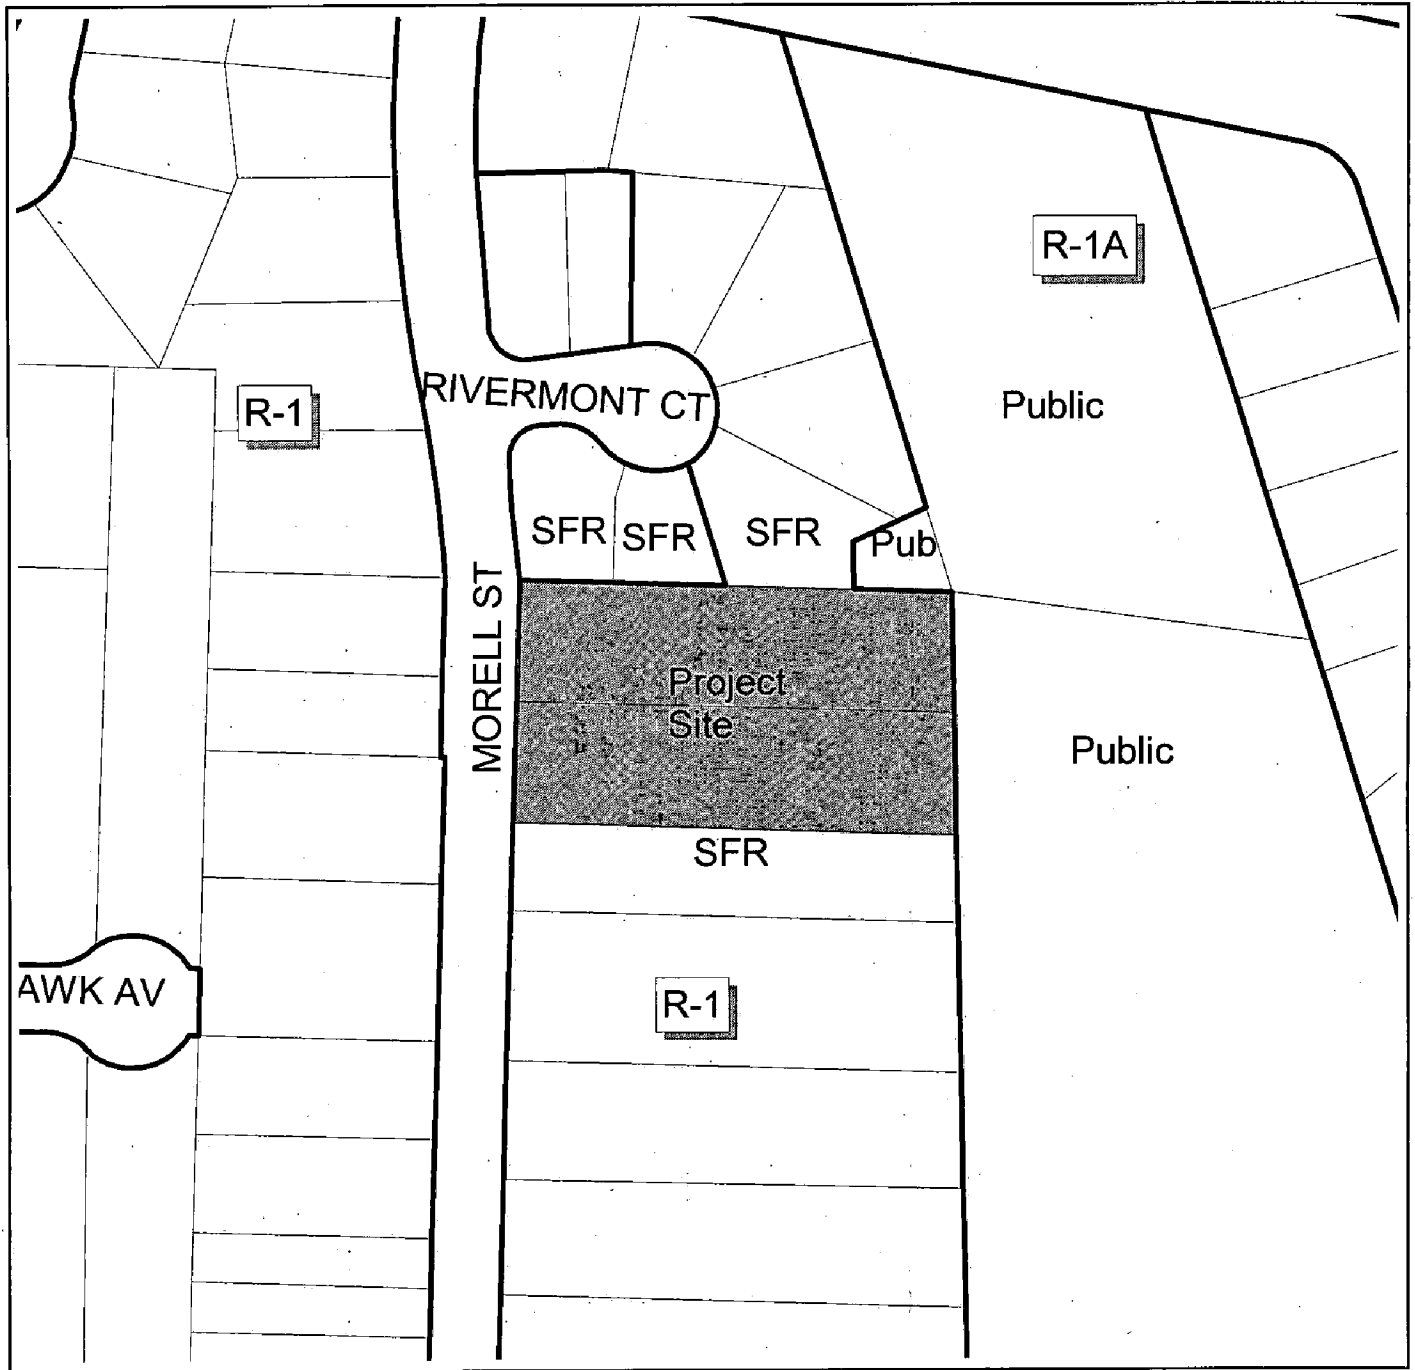 R-1A
RIVERMONT CT
R-1
Public
SFR
SFR
SFR
Pub
MORELL ST
Project
Site
Public
SFR
AWK AV
R-1